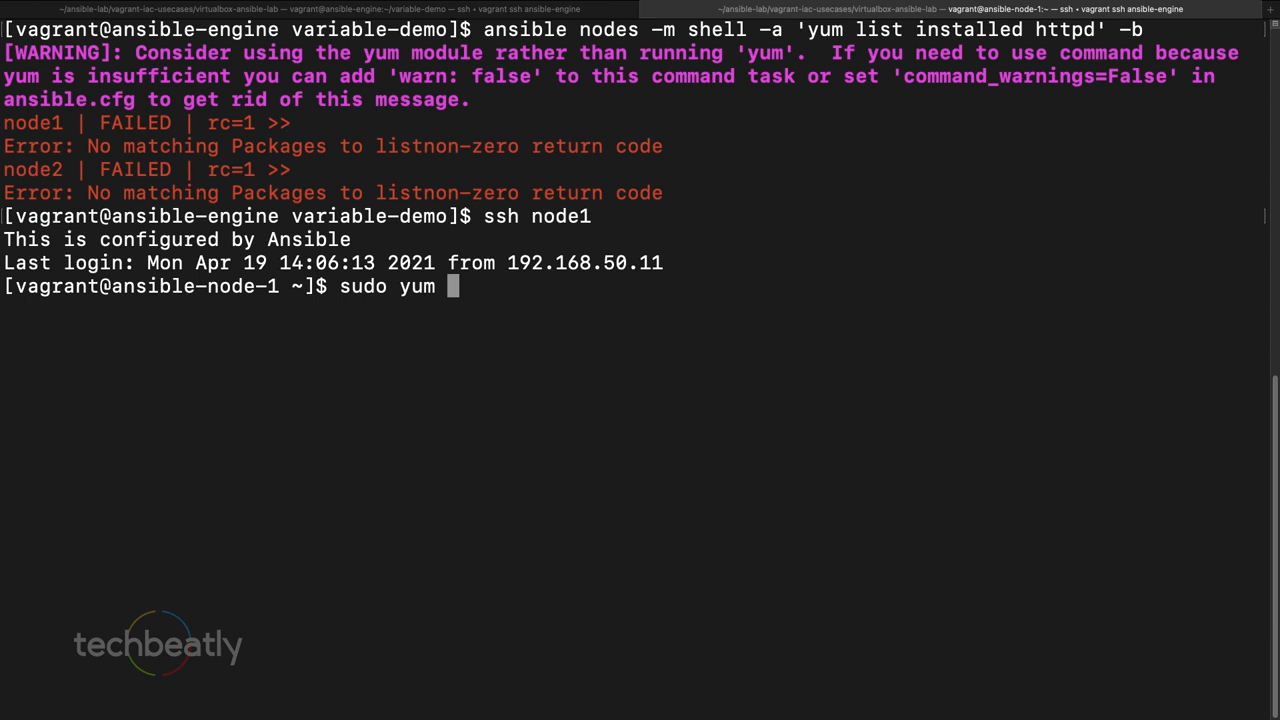 ~/ansible-lab/vagrant-iac-usecases/virtualbox-ansible-lab — vagrant@ansible-engine:~/variable-demo — ssh • vagrant ssh ansible-engine
~/ansible-lab/vagrant-iac-usecases/virtualbox-ansible-lab — vagrant@ansible-node-1:~ — ssh • vagrant ssh ansible-engine
[vagrant@ansible-engine variable-demo]$ ansible nodes -m shell -a 'yum list installed httpd' -b
[WARNING]: Consider using the yum module rather than running 'yum'.  If you need to use command because
yum is insufficient you can add 'warn: false' to this command task or set 'command_warnings=False' in
ansible.cfg to get rid of this message.
node1 | FAILED | rc=1 >>
Error: No matching Packages to listnon-zero return code
node2 | FAILED | rc=1 >>
Error: No matching Packages to listnon-zero return code
[vagrant@ansible-engine variable-demo]$ ssh node1
This is configured by Ansible
Last login: Mon Apr 19 14:06:13 2021 from 192.168.50.11
[vagrant@ansible-node-1 ~]$ sudo yum
techbeatly